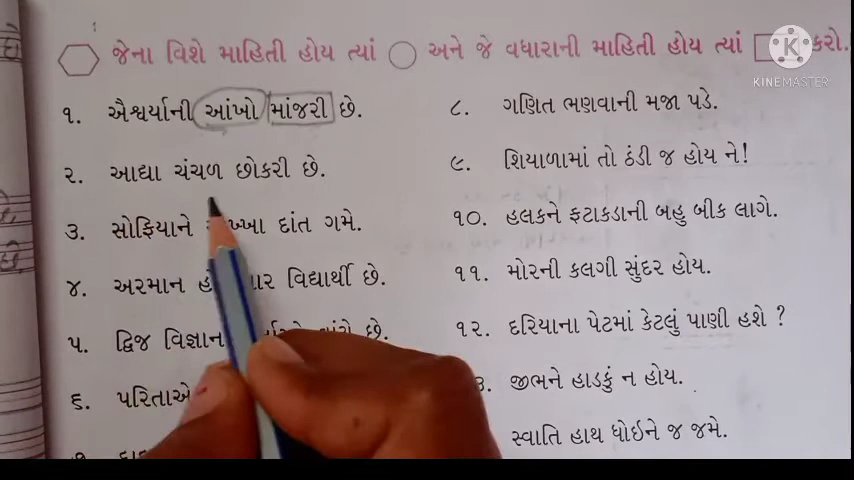 જેના વિશે માહિતી હોય ત્યાં અને જે વધારાની માહિતી હોય ત્યાં કરો.
KINEMASTER
૧. ઐશ્વર્યાની આંખો માંજરી છે.
૨. આદ્યા ચંચળ છોકરી છે.
૩. સોફિયાને દાંત ગમે.
૪. અરમાન વિદ્યાર્થી છે.
૫. દ્વિજ વિજ્ઞાન છે.
૬. પરિતાએ
૮. ગણિત ભણવાની મજા પડે.
૯. શિયાળામાં તો ઠંડી જ હોય ને!
૧૦. હલકને ફટાકડાની બહુ બીક લાગે.
૧૧. મોરની કલગી સુંદર હોય.
૧૨. દરિયાના પેટમાં કેટલું પાણી હશે ?
જીભને હાડકું ન હોય.
સ્વાતિ હાથ ધોઇને જ જમે.